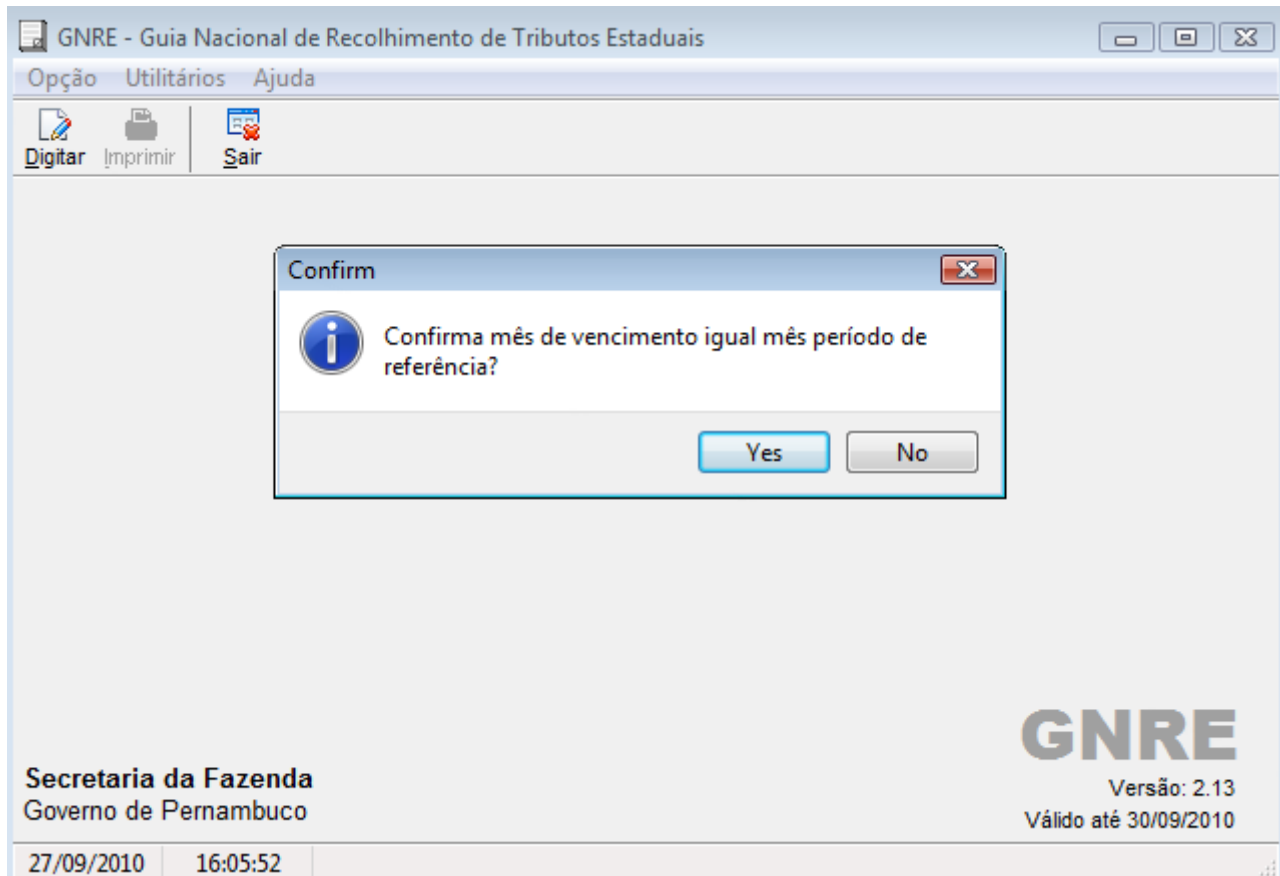 GNRE - Guia Nacional de Recolhimento de Tributos Estaduais
Opção Utilitários Ajuda
Digitar Imprimir Sair
Confirm
Confirma mês de vencimento igual mês período de
referência?
Yes No
GNRE
Secretaria da Fazenda
Versão: 2.13
Governo de Pernambuco
Válido até 30/09/2010
27/09/2010 16:05:52